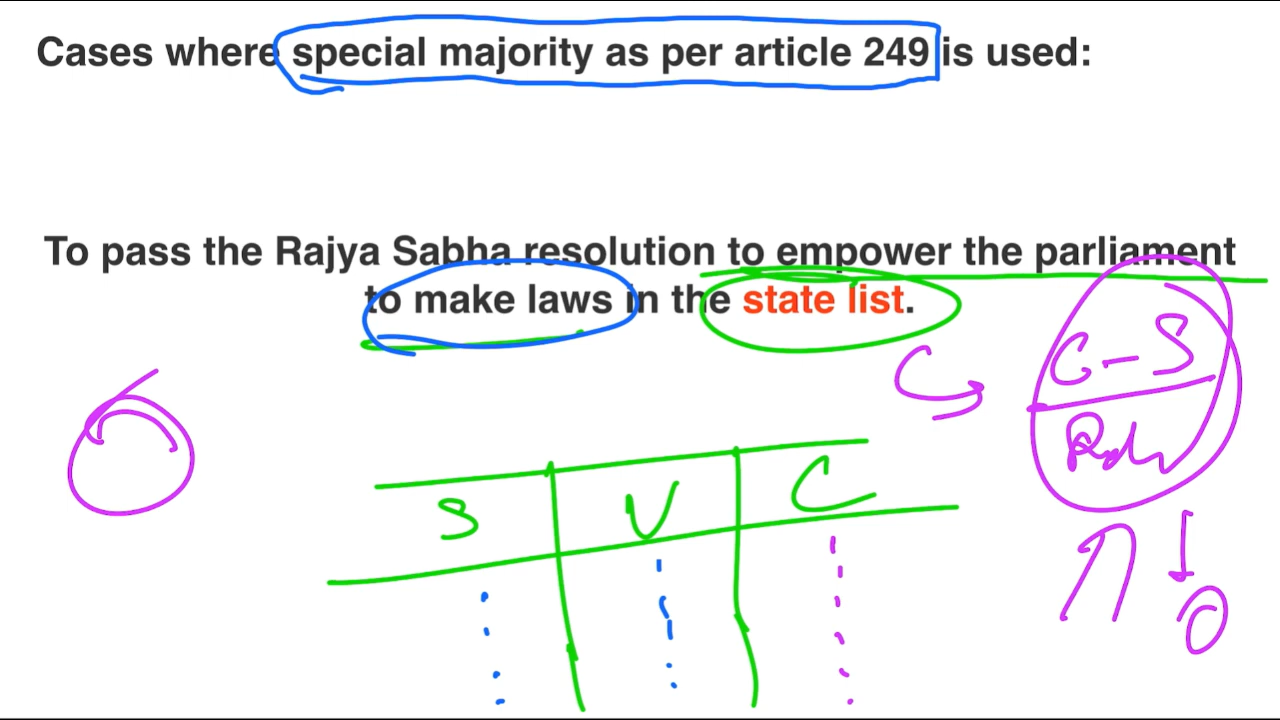 Cases where special majority as per article 249 is used:
To pass the Rajya Sabha resolution to empower the parliament
to make laws in the state list.
C - S
S U C